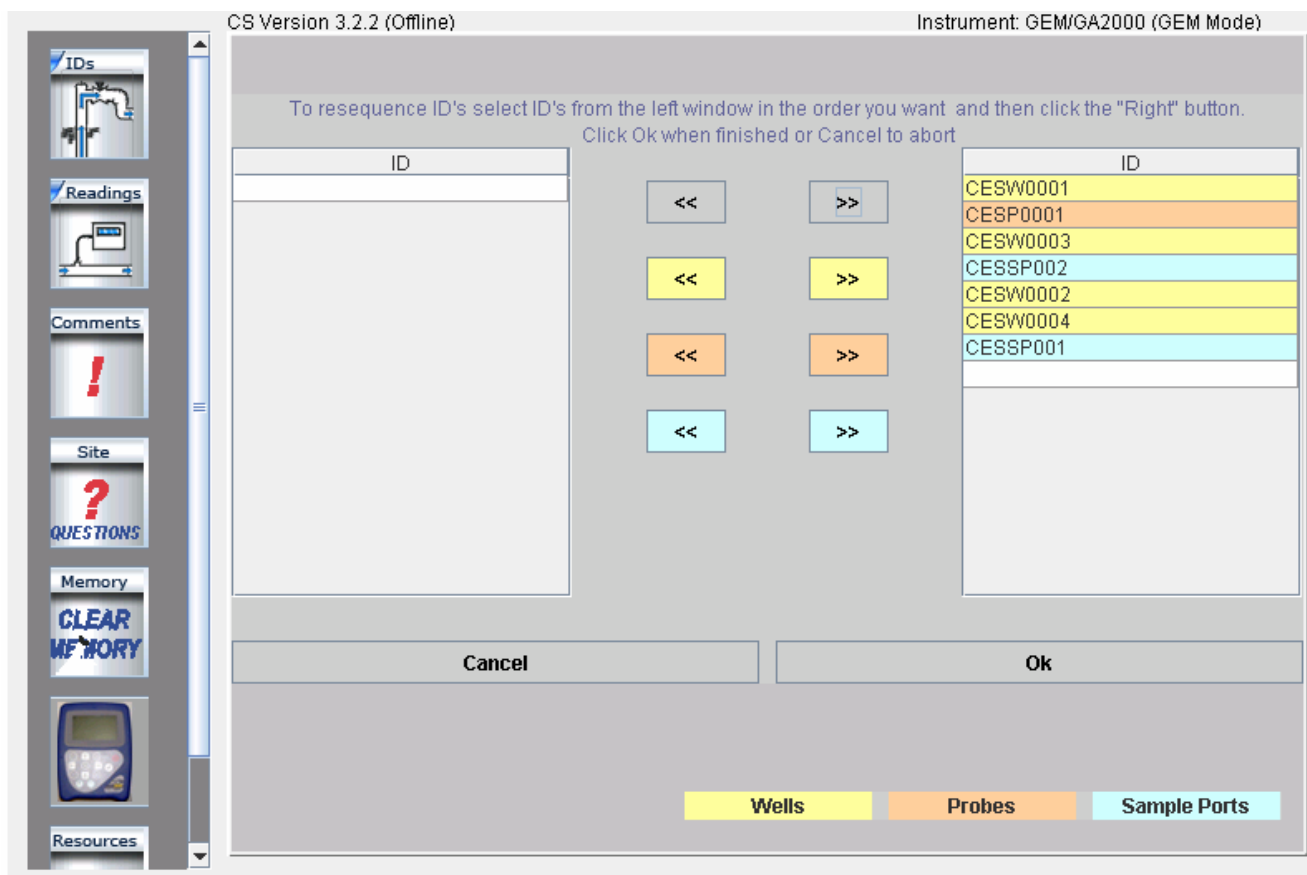 CS Version 3.2.2 (Offline)
Instrument: GEM/GA2000 (GEM Mode)
IDs
Readings
Comments
!
Site
?
QUESTIONS
Memory
CLEAR
MEMORY
Resources
To resequence ID's select ID's from the left window in the order you want and then click the "Right" button.
Click Ok when finished or Cancel to abort
ID
<< >>
<< >>
<< >>
<< >>
ID
CESW0001
CESP0001
CESW0003
CESSP002
CESW0002
CESW0004
CESSP001
Cancel
Ok
Wells
Probes
Sample Ports